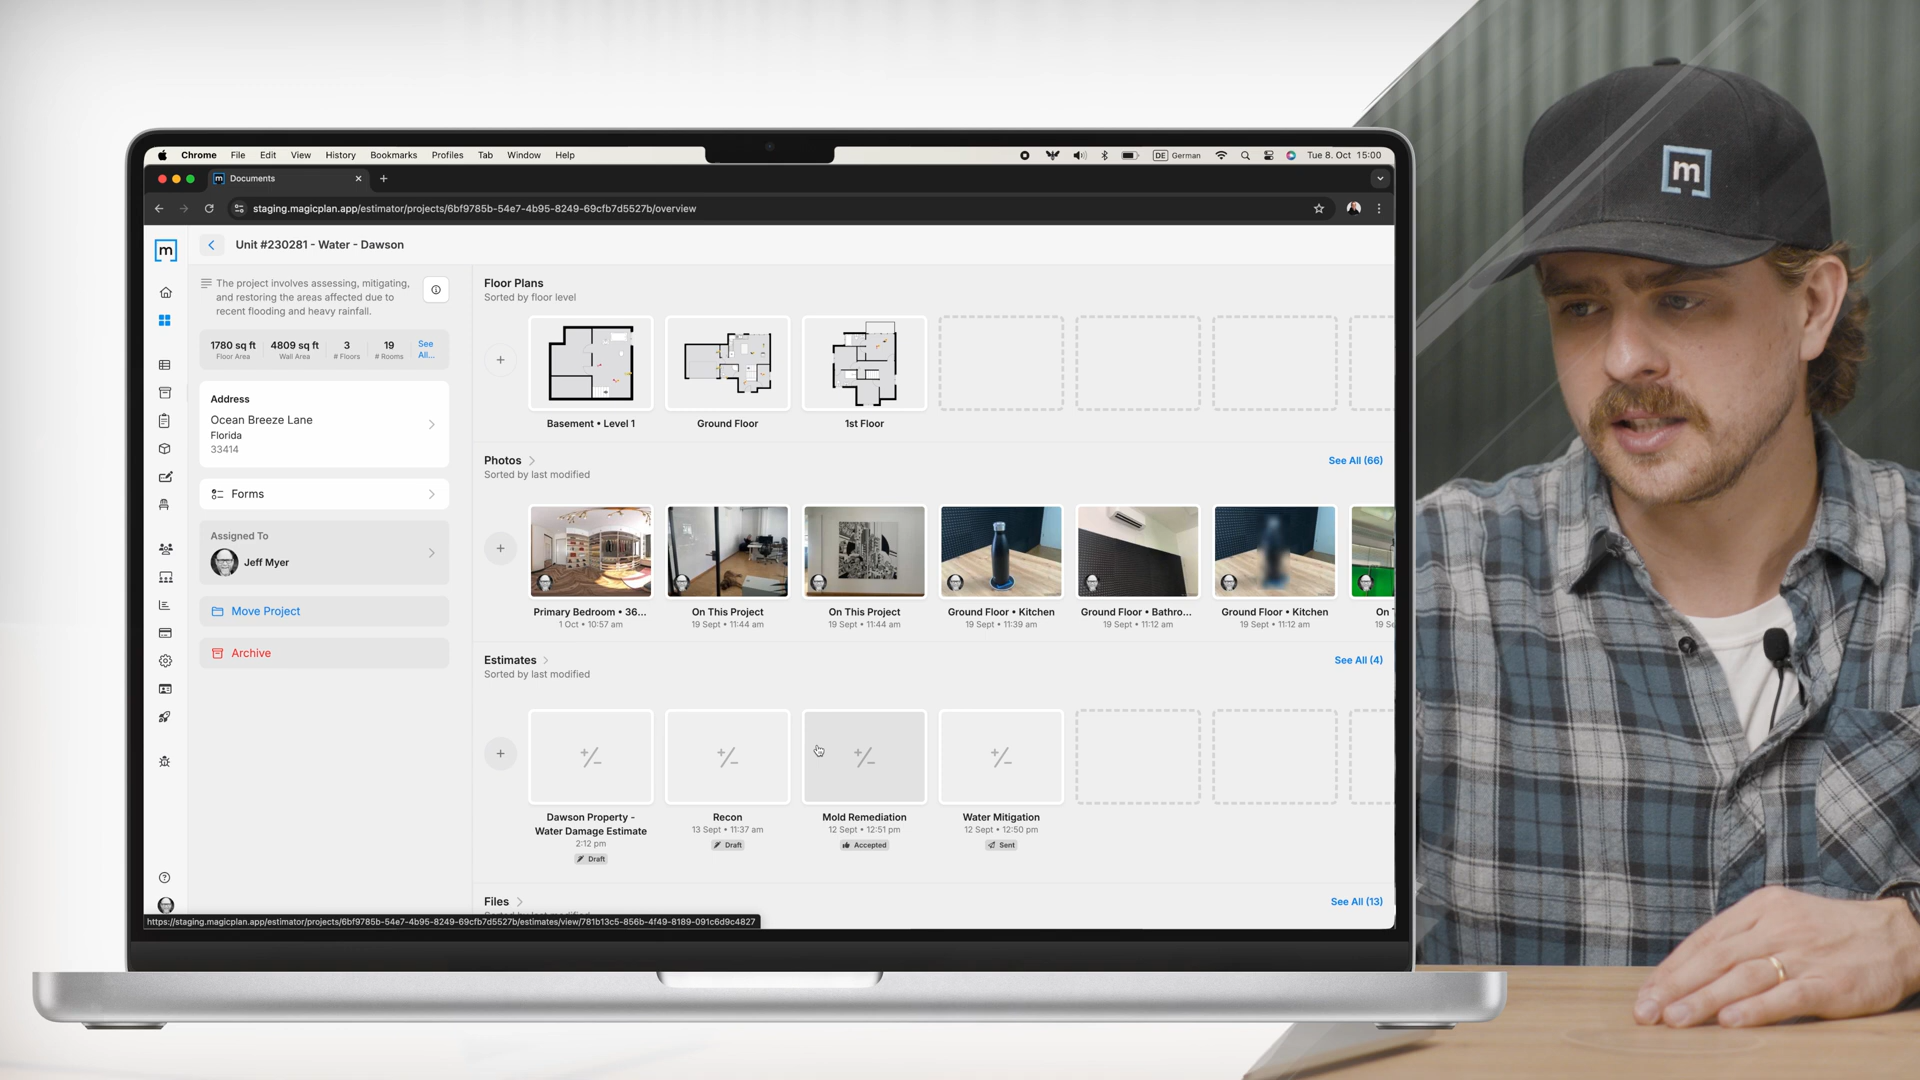 Chrome File Edit View History Bookmarks Profiles Tab Window Help
DE German Tue 8. Oct 15:00
m Documents
staging.magicplan.app/estimator/projects/6bf9785b-54e7-4b95-8249-69cfb7d5527b/overview
m
Unit #230281 - Water - Dawson
The project involves assessing, mitigating,
and restoring the areas affected due to
recent flooding and heavy rainfall.
1780 sq ft 4809 sq ft 3 19 See
Floor Area Wall Area # Floors # Rooms All...
Address
Ocean Breeze Lane
Florida
33414
Forms
Assigned To
Jeff Myer
Move Project
Archive
Floor Plans
Sorted by floor level
Basement • Level 1 Ground Floor 1st Floor
Photos See All (66)
Sorted by last modified
Primary Bedroom • 36... On This Project On This Project Ground Floor • Kitchen Ground Floor • Bathro... Ground Floor • Kitchen
1 Oct • 10:57 am 19 Sept • 11:44 am 19 Sept • 11:44 am 19 Sept • 11:39 am 19 Sept • 11:12 am 19 Sept • 11:12 am
Estimates See All (4)
Sorted by last modified
Dawson Property - Recon Mold Remediation Water Mitigation
Water Damage Estimate 13 Sept • 11:37 am 12 Sept • 12:51 pm 12 Sept • 12:50 pm
2:12 pm Draft Accepted Sent
Draft
Files See All (13)
https://staging.magicplan.app/estimator/projects/6bf9785b-54e7-4b95-8249-69cfb7d5527b/estimates/view/781b13c5-856b-4f49-8189-091c6d9c4827
m